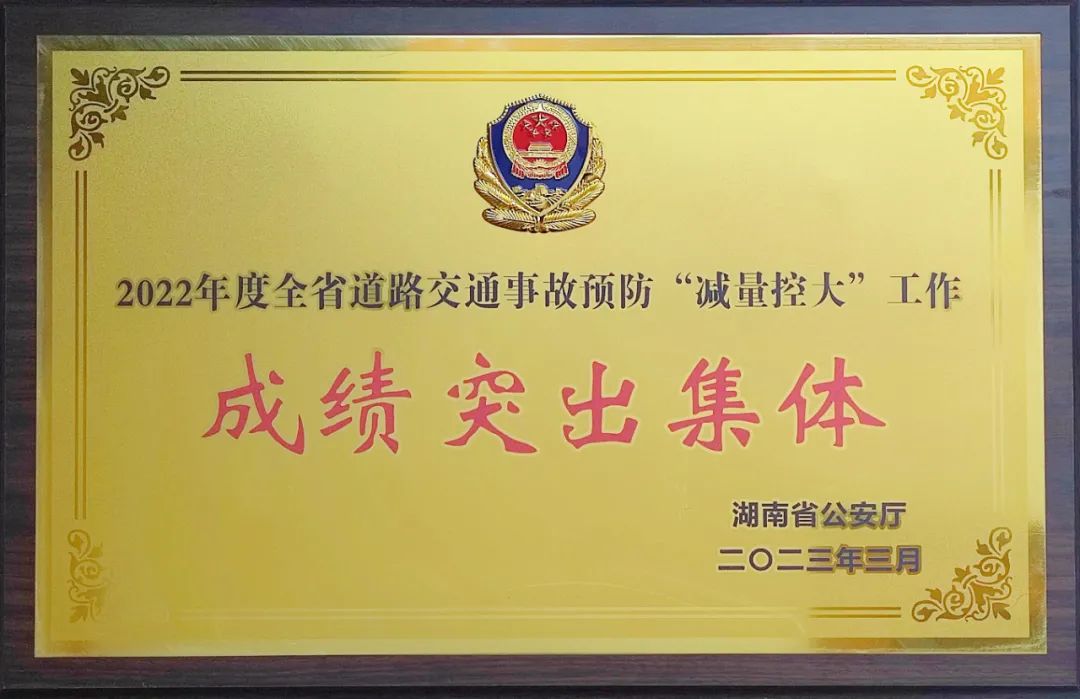 2022年度全省道路交通事故预防“减量控大”工作
成绩突出集体
湖南省公安厅
二〇二三年三月